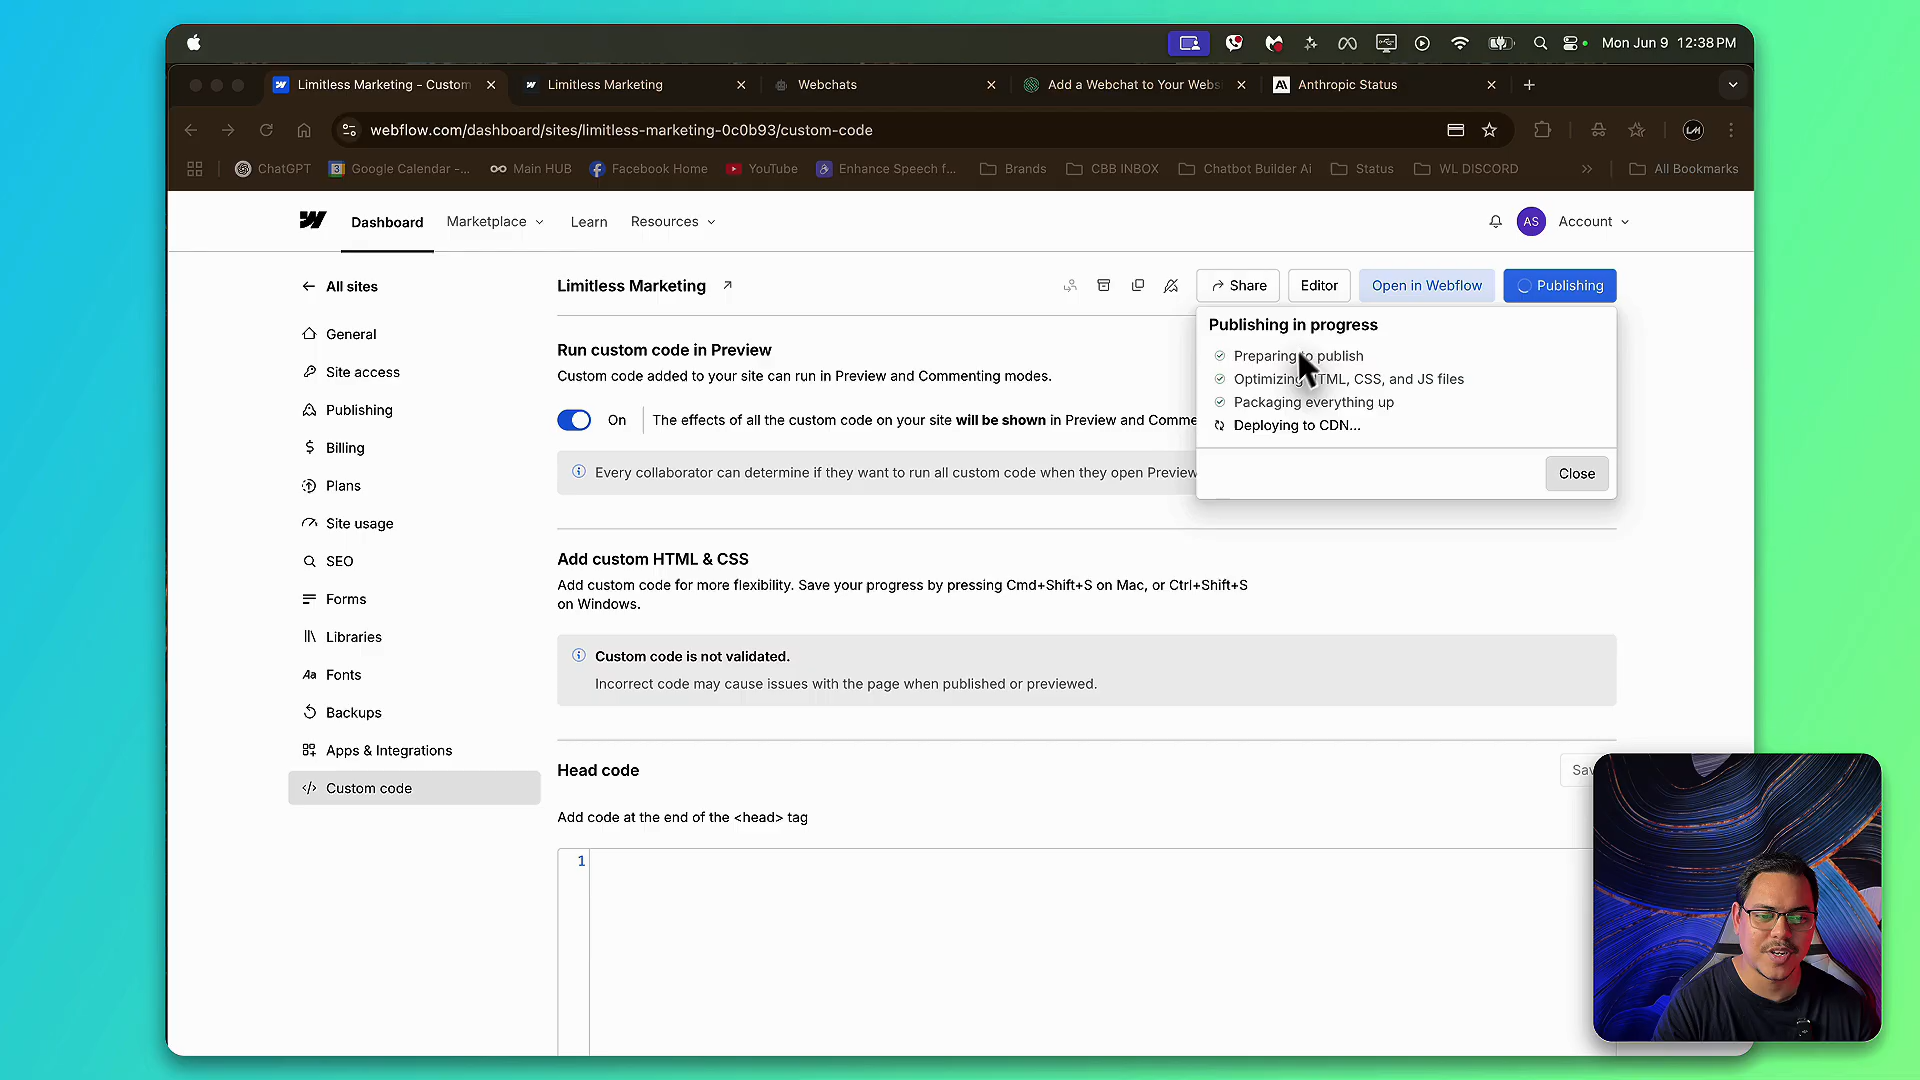 Mon Jun 9 12:38 PM
Limitless Marketing - Custom
Limitless Marketing
Webchats
Add a Webchat to Your Websi
Anthropic Status
webflow.com/dashboard/sites/limitless-marketing-0c0b93/custom-code
ChatGPT
Google Calendar -...
Main HUB
Facebook Home
YouTube
Enhance Speech f...
Brands
CBB INBOX
Chatbot Builder Ai
Status
WL DISCORD
All Bookmarks
Dashboard
Marketplace
Learn
Resources
AS
Account
All sites
General
Site access
Publishing
Billing
Plans
Site usage
SEO
Forms
Libraries
Fonts
Backups
Apps & Integrations
Custom code
Limitless Marketing
Share
Editor
Open in Webflow
Publishing
Publishing in progress
Preparing to publish
Optimizing HTML, CSS, and JS files
Packaging everything up
Deploying to CDN...
Close
Run custom code in Preview
Custom code added to your site can run in Preview and Commenting modes.
On
The effects of all the custom code on your site will be shown in Preview and Comme
Every collaborator can determine if they want to run all custom code when they open Preview
Add custom HTML & CSS
Add custom code for more flexibility. Save your progress by pressing Cmd+Shift+S on Mac, or Ctrl+Shift+S
on Windows.
Custom code is not validated.
Incorrect code may cause issues with the page when published or previewed.
Head code
Sav
Add code at the end of the <head> tag
1